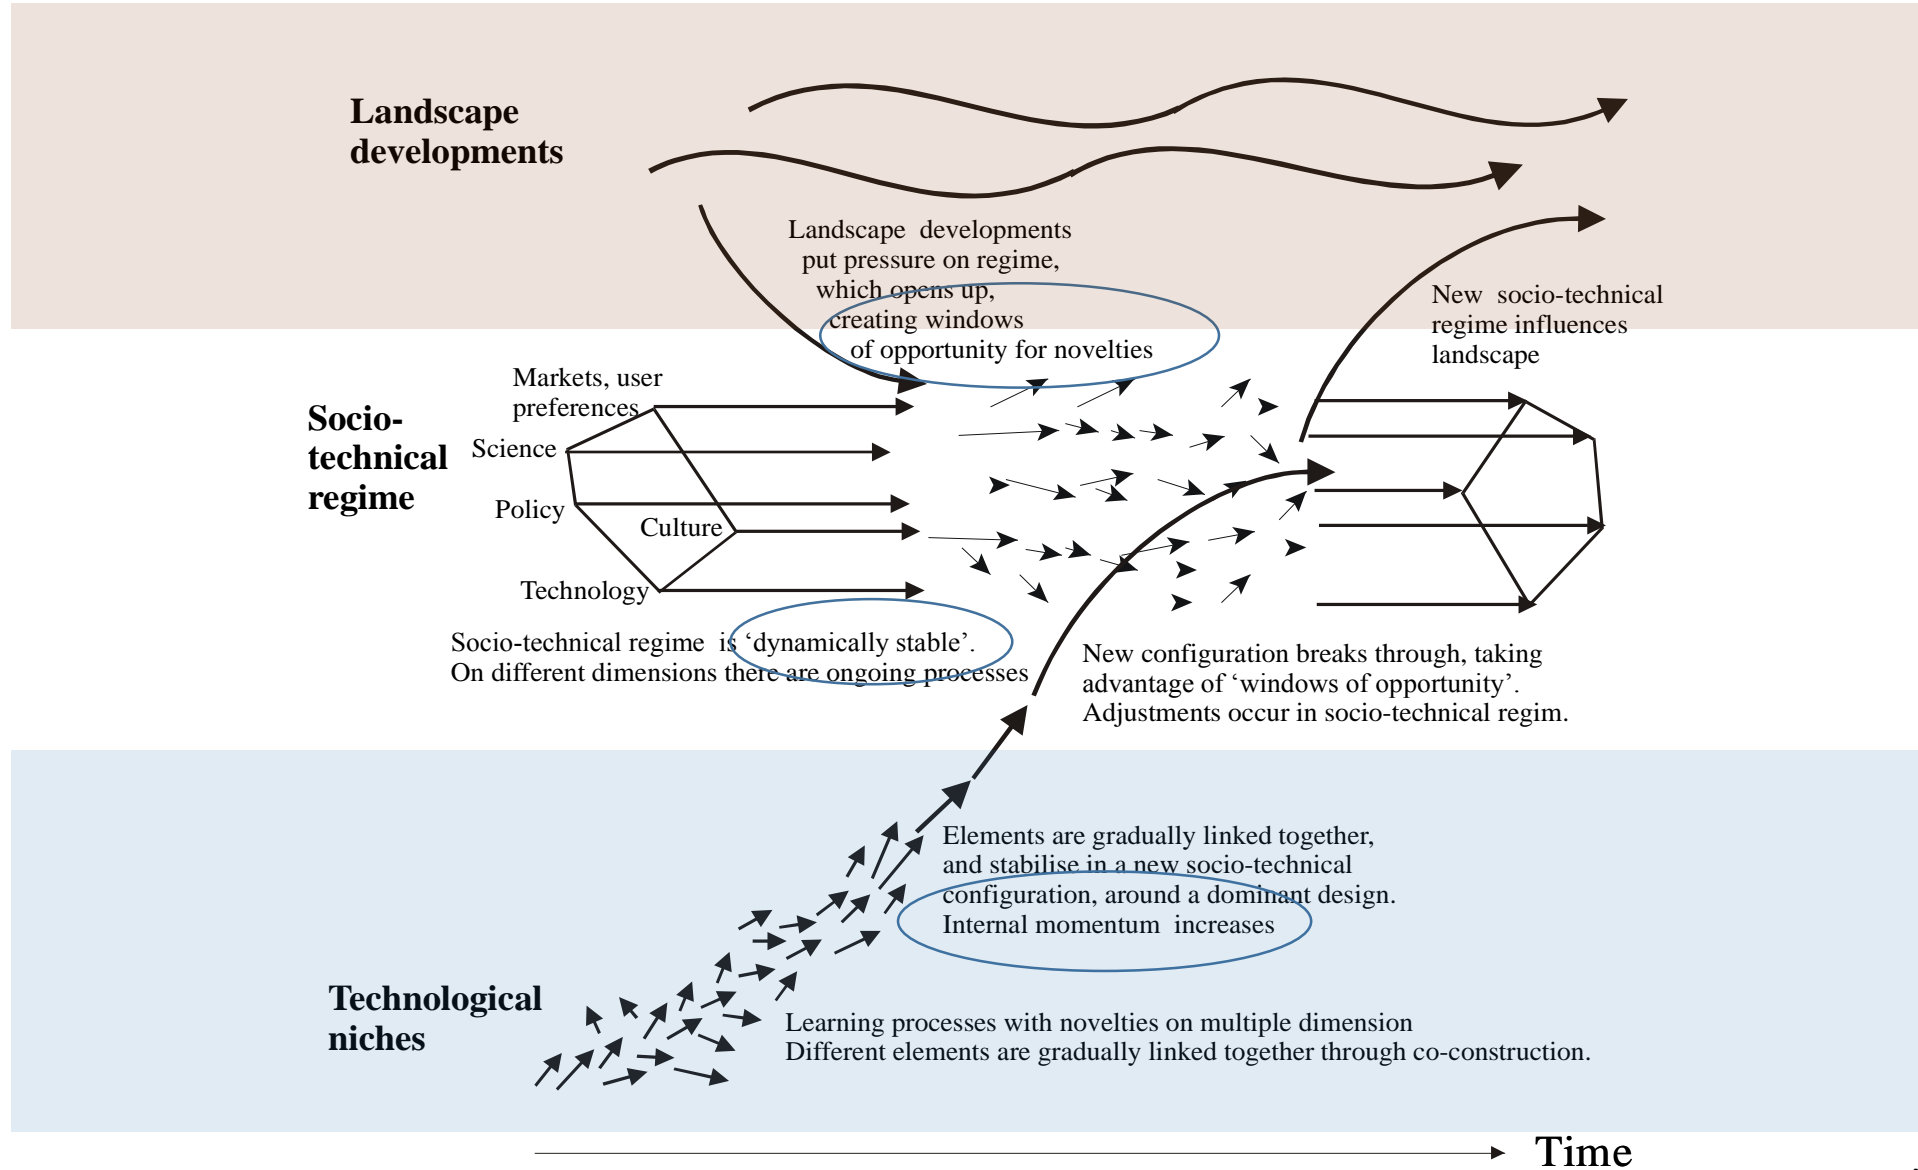 Landscape
developments
Landscape developments
put pressure on regime,
which opens up,
creating windows
of opportunity for novelties
New socio-technical
regime influences
landscape
Markets, user
preferences
Socio-
technical
regime
Science
Policy
Culture
Technology
Socio-technical regime is ‘dynamically stable’.
On different dimensions there are ongoing processes
New configuration breaks through, taking
advantage of ‘windows of opportunity’.
Adjustments occur in socio-technical regim.
Elements are gradually linked together,
and stabilise in a new socio-technical
configuration, around a dominant design.
Internal momentum increases
Technological
niches
Learning processes with novelties on multiple dimension
Different elements are gradually linked together through co-construction.
Time